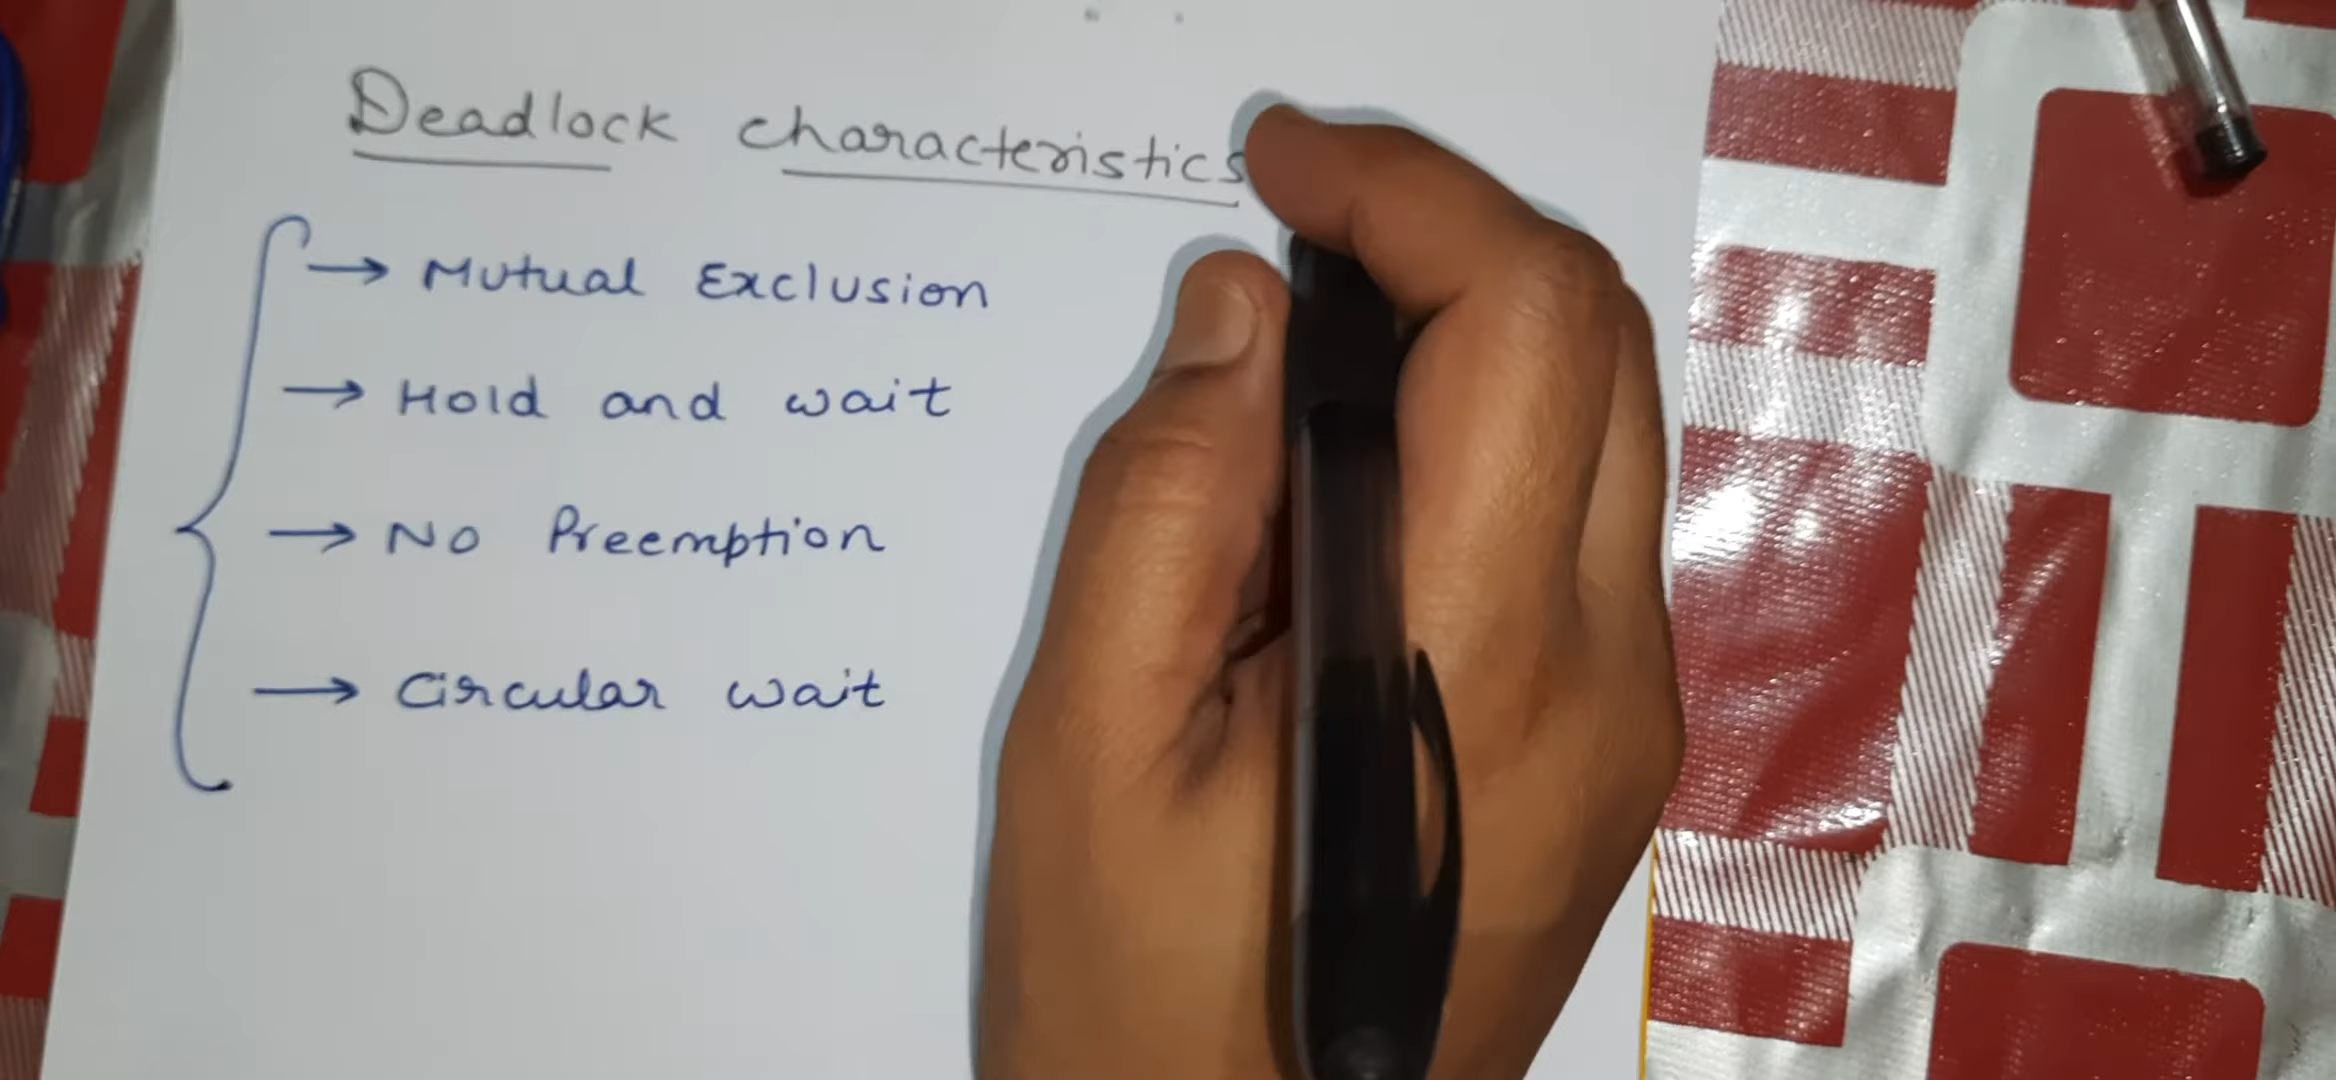 Deadlock characteristics
→ Mutual Exclusion
→ Hold and wait
→ No Preemption
→ Circular wait